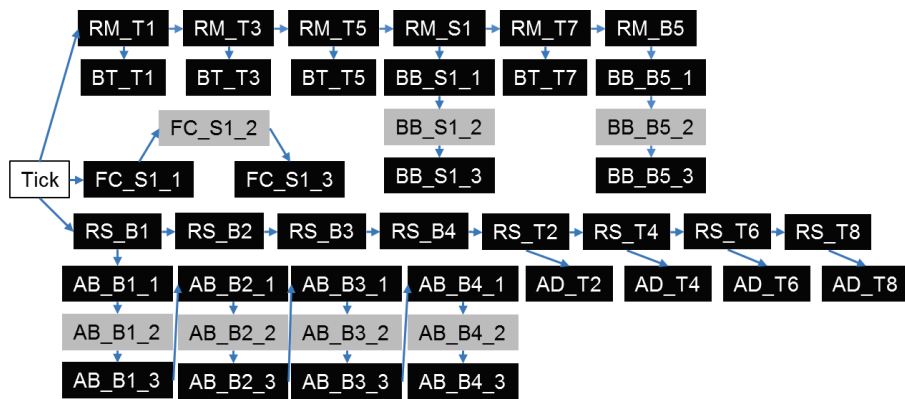 RM_T1 RM_T3 RM_T5 RM_S1 RM_T7 RM_B5
BT_T1 BT_T3 BT_T5 BB_S1_1 BT_T7 BB_B5_1
FC_S1_2 BB_S1_2 BB_B5_2
Tick FC_S1_1 FC_S1_3 BB_S1_3 BB_B5_3
RS_B1 RS_B2 RS_B3 RS_B4 RS_T2 RS_T4 RS_T6 RS_T8
AB_B1_1 AB_B2_1 AB_B3_1 AB_B4_1 AD_T2 AD_T4 AD_T6 AD_T8
AB_B1_2 AB_B2_2 AB_B3_2 AB_B4_2
AB_B1_3 AB_B2_3 AB_B3_3 AB_B4_3